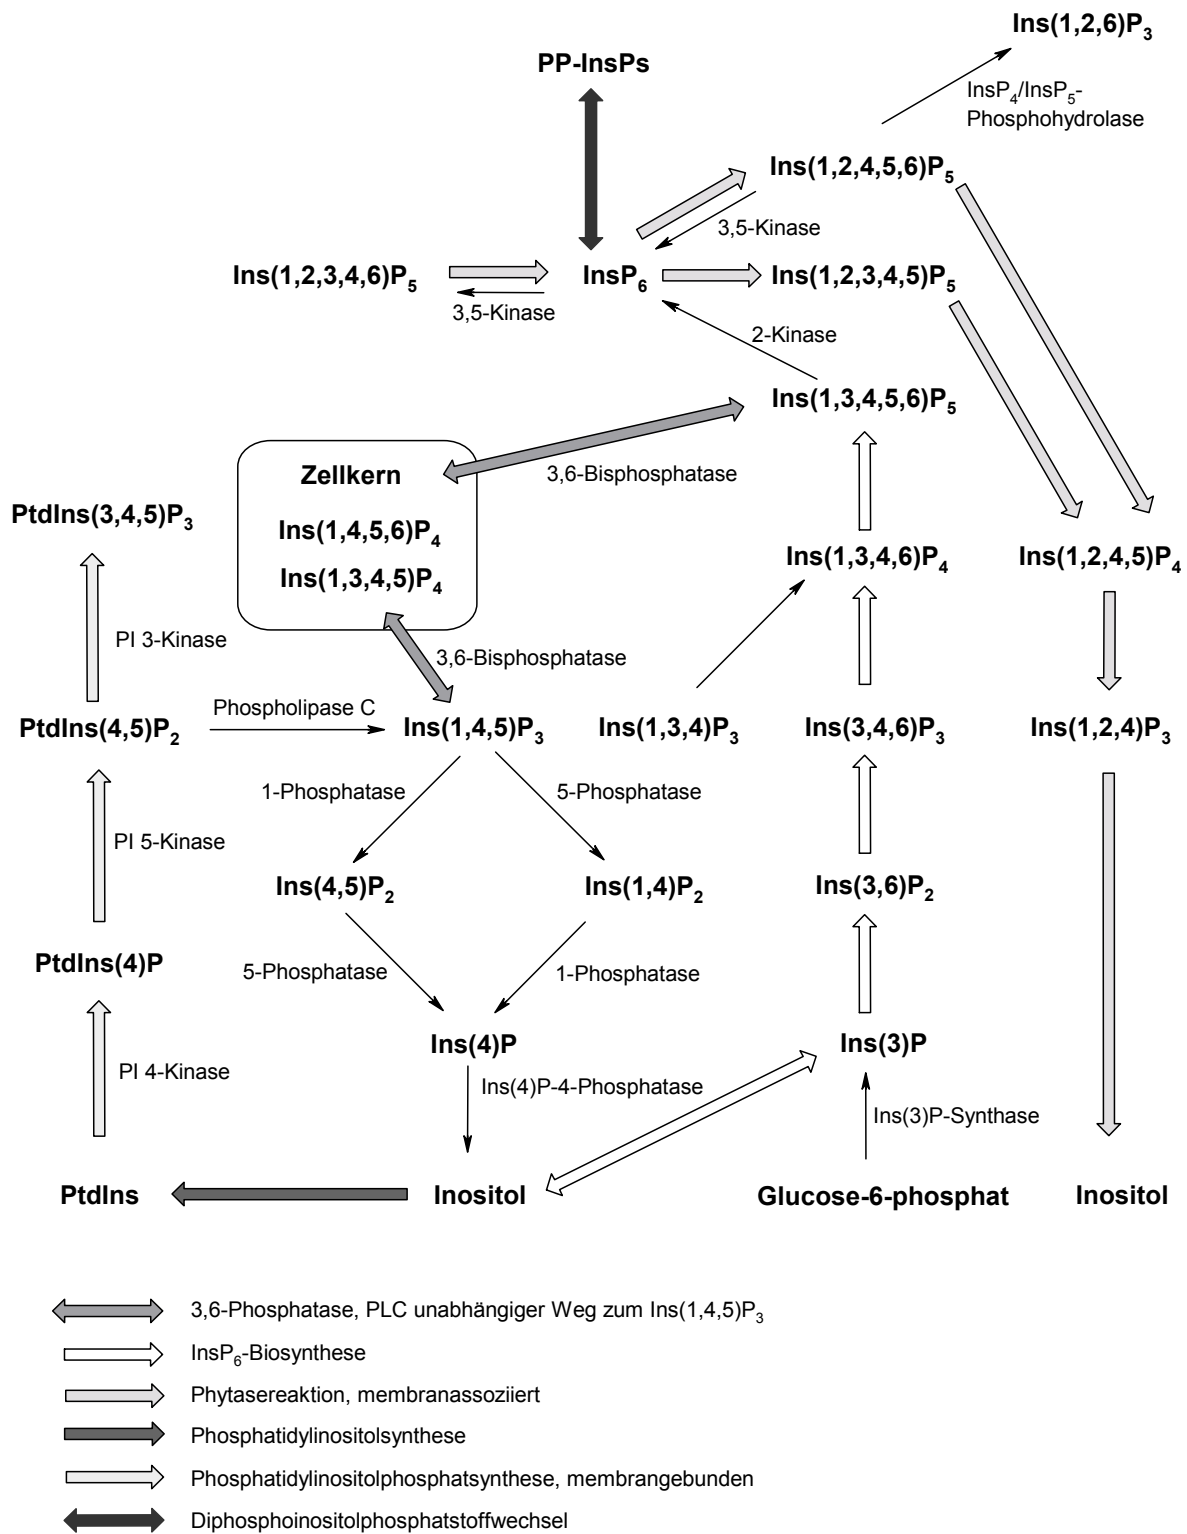 Ins(1,2,6)P3
PP-InsPs
InsP4/InsP5-
Phosphohydrolase
Ins(1,2,4,5,6)P5
3,5-Kinase
Ins(1,2,3,4,6)P5
InsP6
Ins(1,2,3,4,5)P5
3,5-Kinase
2-Kinase
Ins(1,3,4,5,6)P5
Zellkern
3,6-Bisphosphatase
PtdIns(3,4,5)P3
Ins(1,4,5,6)P4
Ins(1,3,4,5)P4
Ins(1,3,4,6)P4
Ins(1,2,4,5)P4
PI 3-Kinase
3,6-Bisphosphatase
Phospholipase C
PtdIns(4,5)P2
Ins(1,4,5)P3
Ins(1,3,4)P3
Ins(3,4,6)P3
Ins(1,2,4)P3
1-Phosphatase
5-Phosphatase
PI 5-Kinase
Ins(4,5)P2
Ins(1,4)P2
Ins(3,6)P2
PtdIns(4)P
5-Phosphatase
1-Phosphatase
Ins(4)P
Ins(3)P
PI 4-Kinase
Ins(4)P-4-Phosphatase
Ins(3)P-Synthase
PtdIns
Inositol
Glucose-6-phosphat
Inositol
3,6-Phosphatase, PLC unabhängiger Weg zum Ins(1,4,5)P3
InsP6-Biosynthese
Phytasereaktion, membranassoziiert
Phosphatidylinositolsynthese
Phosphatidylinositolphosphatsynthese, membrangebunden
Diphosphoinositolphosphatstoffwechsel